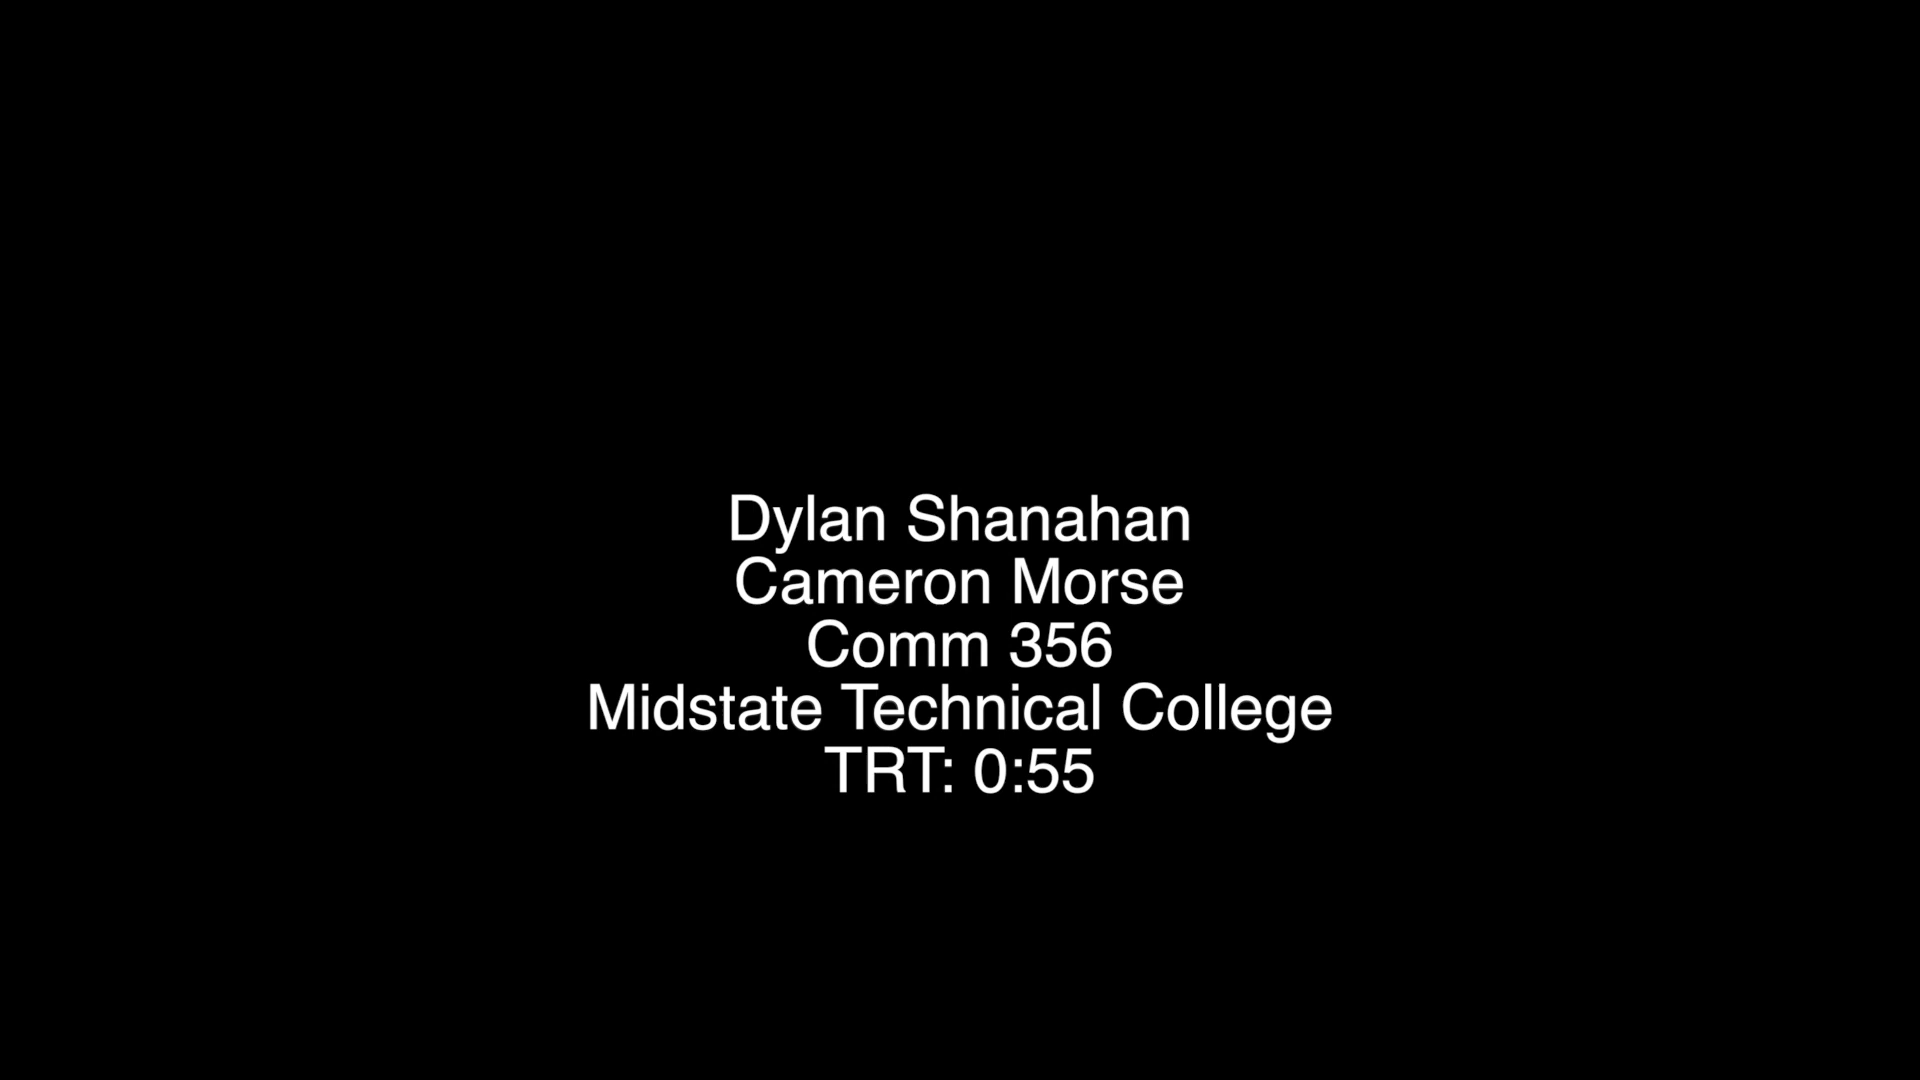 Dylan Shanahan
Cameron Morse
Comm 356
Midstate Technical College
TRT: 0:55